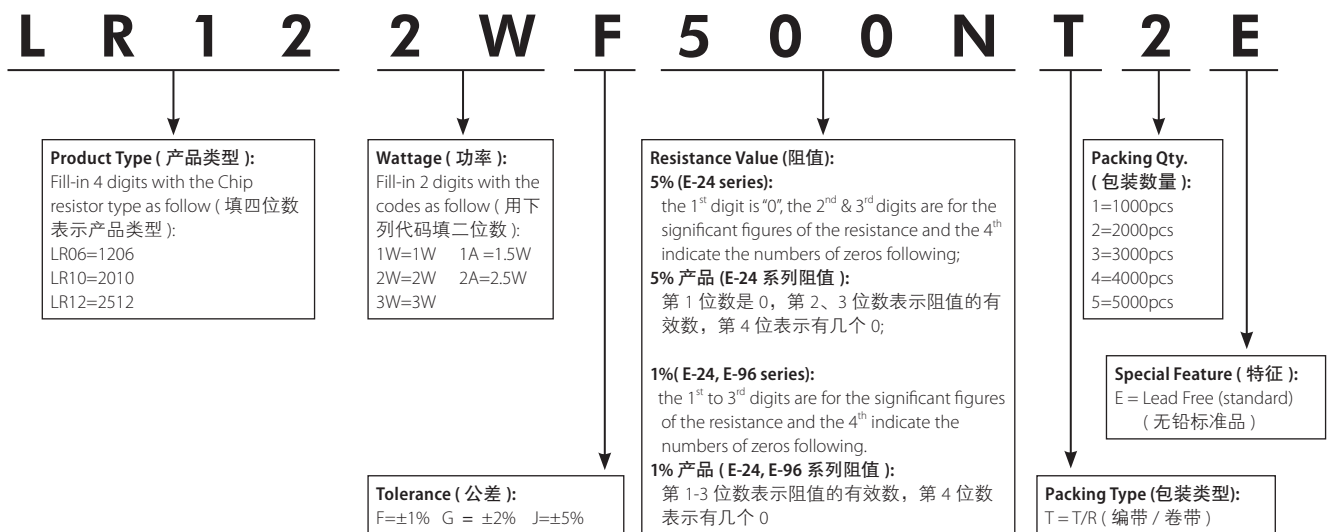 L R 1 2 2 W F 5 0 0 N T 2 E
Product Type ( 产品类型 ):
Fill-in 4 digits with the Chip
resistor type as follow ( 填四位数
表示产品类型 ):
LR06=1206
LR10=2010
LR12=2512
Wattage ( 功率 ):
Fill-in 2 digits with the
codes as follow ( 用下
列代码填二位数 ):
1W=1W 1A =1.5W
2W=2W 2A=2.5W
3W=3W
Tolerance ( 公差 ):
F=±1% G = ±2% J=±5%
Resistance Value (阻值):
5% (E-24 series):
the 1st digit is “0”, the 2nd & 3rd digits are for the
significant figures of the resistance and the 4th
indicate the numbers of zeros following;
5% 产品 (E-24 系列阻值 ):
第 1 位数是 0，第 2、3 位数表示阻值的有
效数，第 4 位表示有几个 0;
1%( E-24, E-96 series):
the 1st to 3rd digits are for the significant figures
of the resistance and the 4th indicate the
numbers of zeros following.
1% 产品 ( E-24, E-96 系列阻值 ):
第 1-3 位数表示阻值的有效数，第 4 位数
表示有几个 0
Packing Type (包装类型):
T = T/R ( 编带 / 卷带 )
Packing Qty.
( 包装数量 ):
1=1000pcs
2=2000pcs
3=3000pcs
4=4000pcs
5=5000pcs
Special Feature ( 特征 ):
E = Lead Free (standard)
( 无铅标准品 )